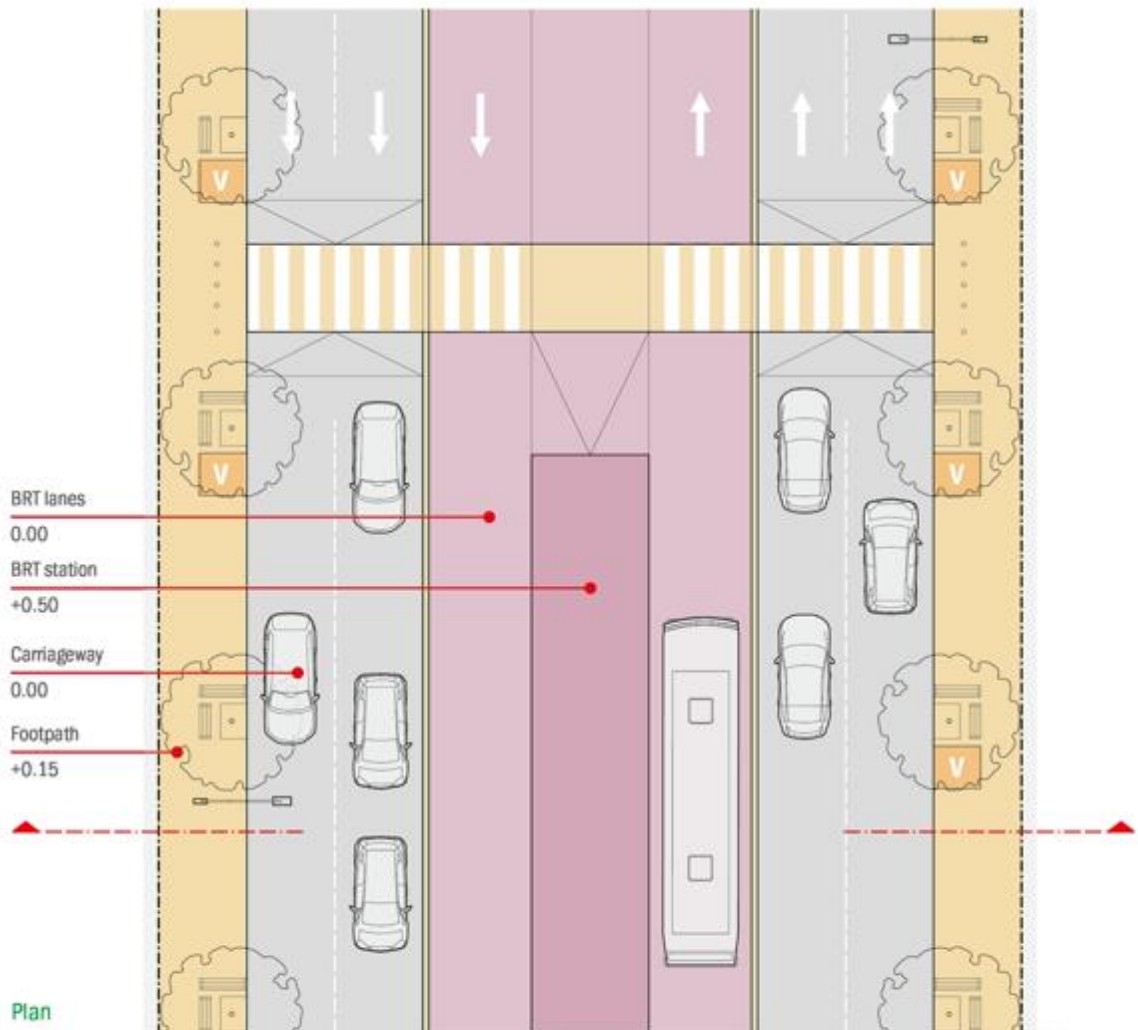 V
V
V
V
BRT lanes
0.00
BRT station
+0.50
Carriageway
0.00
Footpath
+0.15
V
Plan